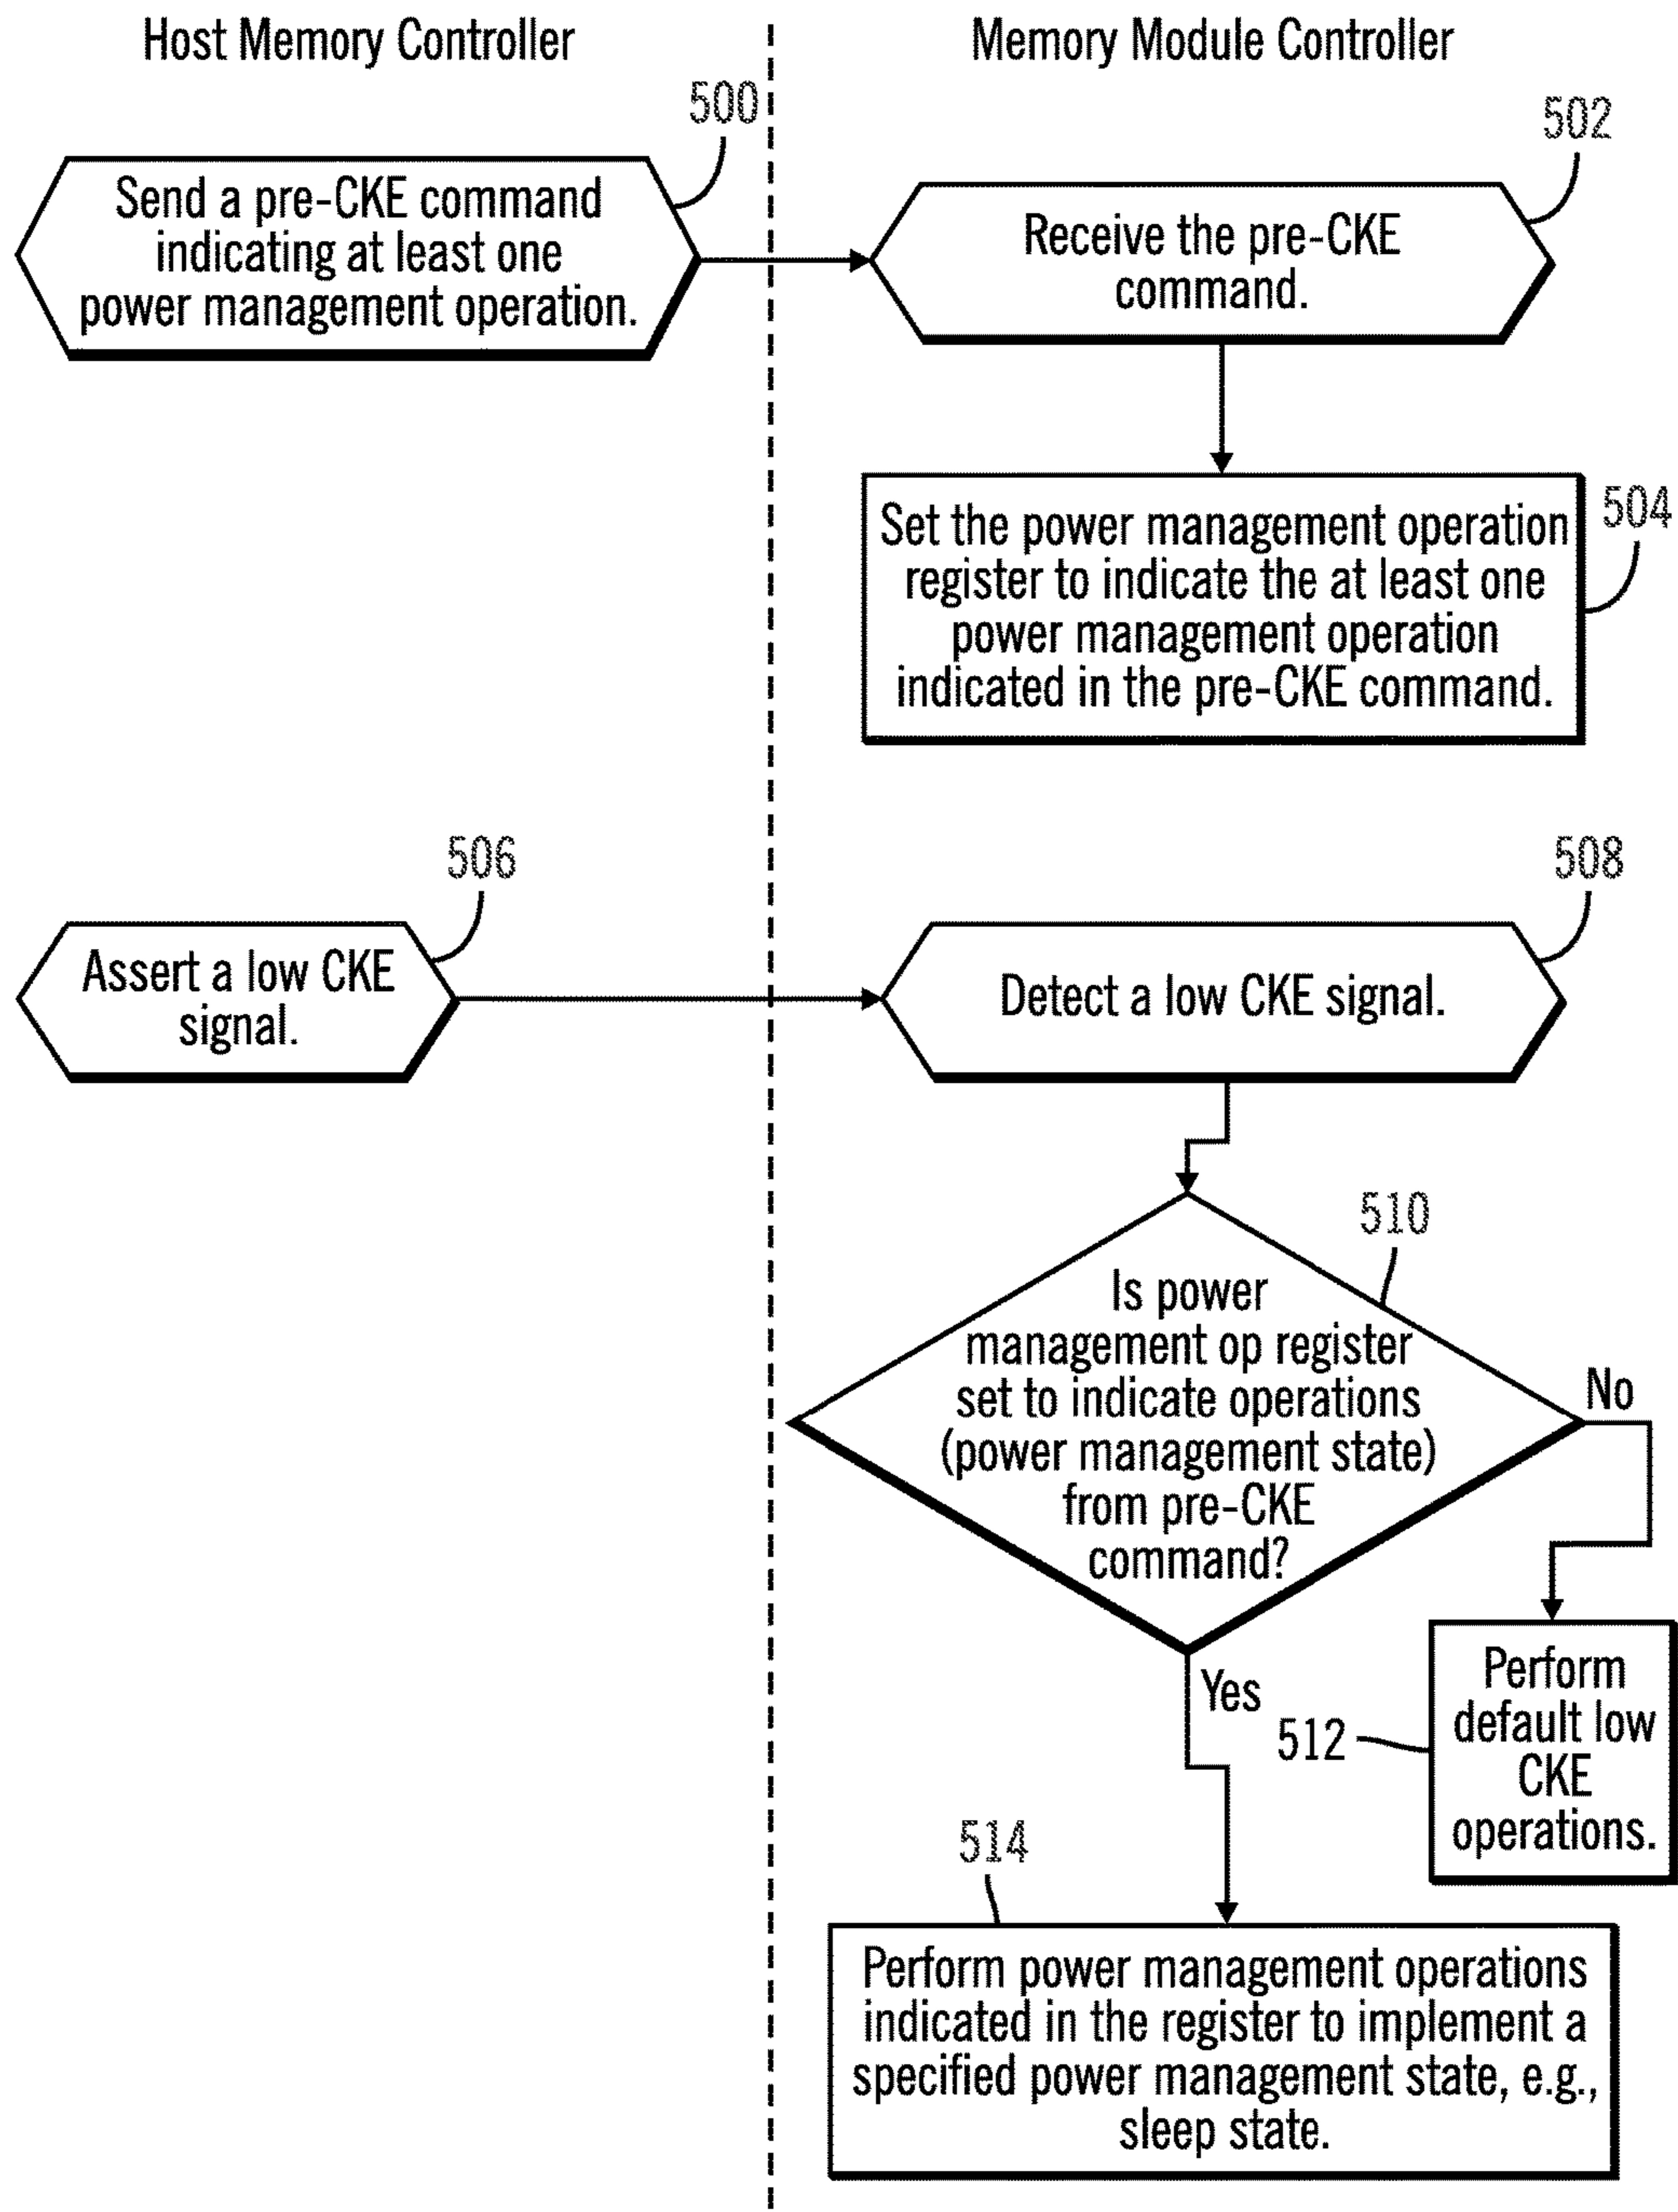 Host Memory Controller
Memory Module Controller
500
502
Send a pre-CKE command
indicating at least one
power management operation.
Receive the pre-CKE
command.
504
Set the power management operation
register to indicate the at least one
power management operation
indicated in the pre-CKE command.
506
508
Assert a low CKE
signal.
Detect a low CKE signal.
510
Is power
management op register
set to indicate operations
(power management state)
from pre-CKE
command?
No
Yes
512
Perform
default low
CKE
operations.
514
Perform power management operations
indicated in the register to implement a
specified power management state, e.g.,
sleep state.